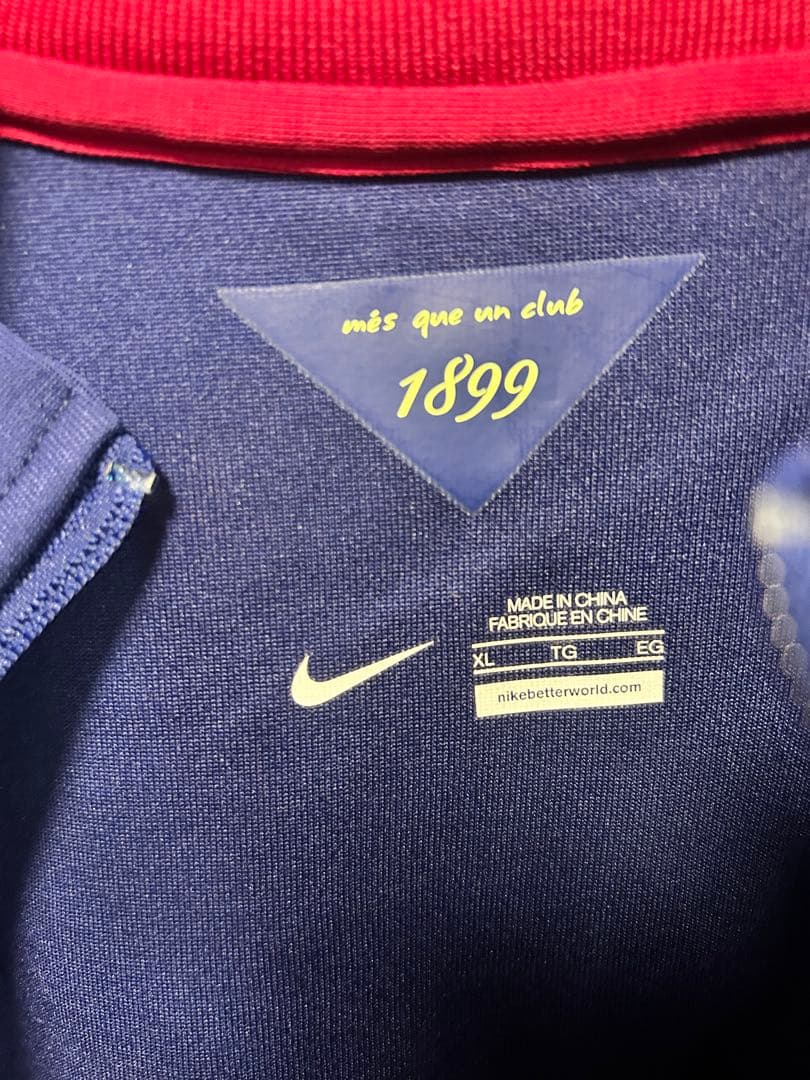 més que un club
1899
MADE IN CHINA
FABRIQUE EN CHINE
XL TG EG
nikebetterworld.com